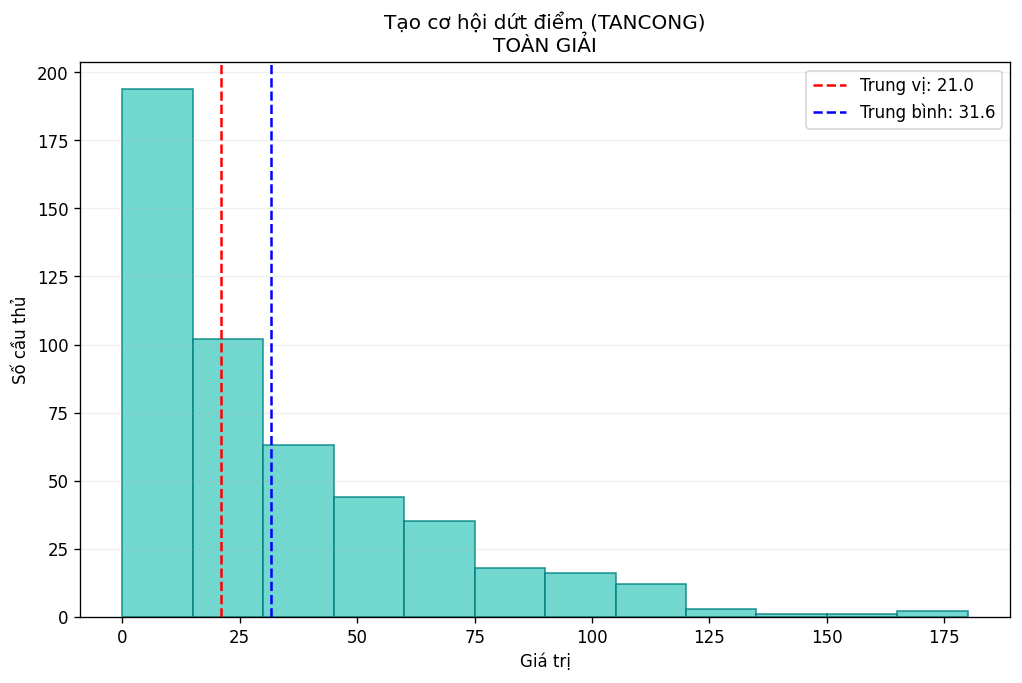 Tạo cơ hội dứt điểm (TANCONG)
TOÀN GIẢI
Trung vị: 21.0
Trung bình: 31.6
Số cầu thủ
200
175
150
125
100
75
50
25
0
0 25 50 75 100 125 150 175
Giá trị